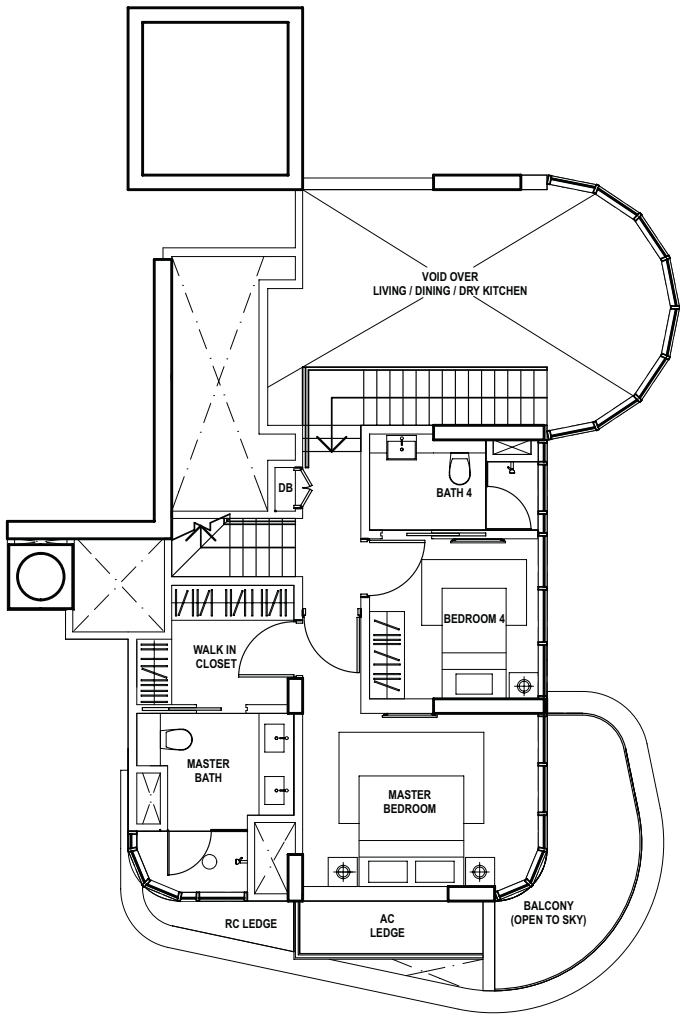 VOID OVER
LIVING / DINING / DRY KITCHEN
DB
BATH 4
BEDROOM 4
WALK IN
CLOSET
MASTER
BATH
MASTER
BEDROOM
RC LEDGE
AC
LEDGE
BALCONY
(OPEN TO SKY)